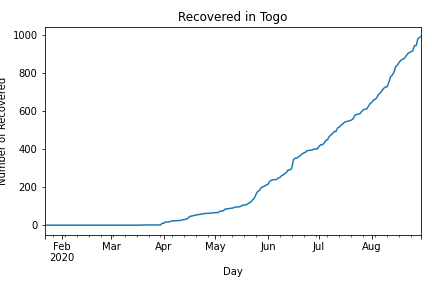 Recovered in Togo
1000
800
600
400
200
0
Number of Recovered
Feb
2020
Mar
Apr
May
Jun
Jul
Aug
Day